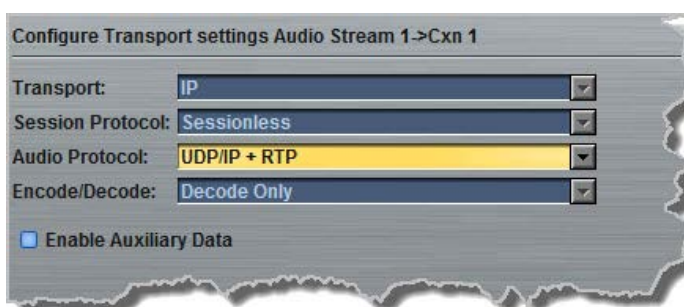 Configure Transport settings Audio Stream 1->Cxn 1
Transport: IP
Session Protocol: Sessionless
Audio Protocol: UDP/IP + RTP
Encode/Decode: Decode Only
Enable Auxiliary Data